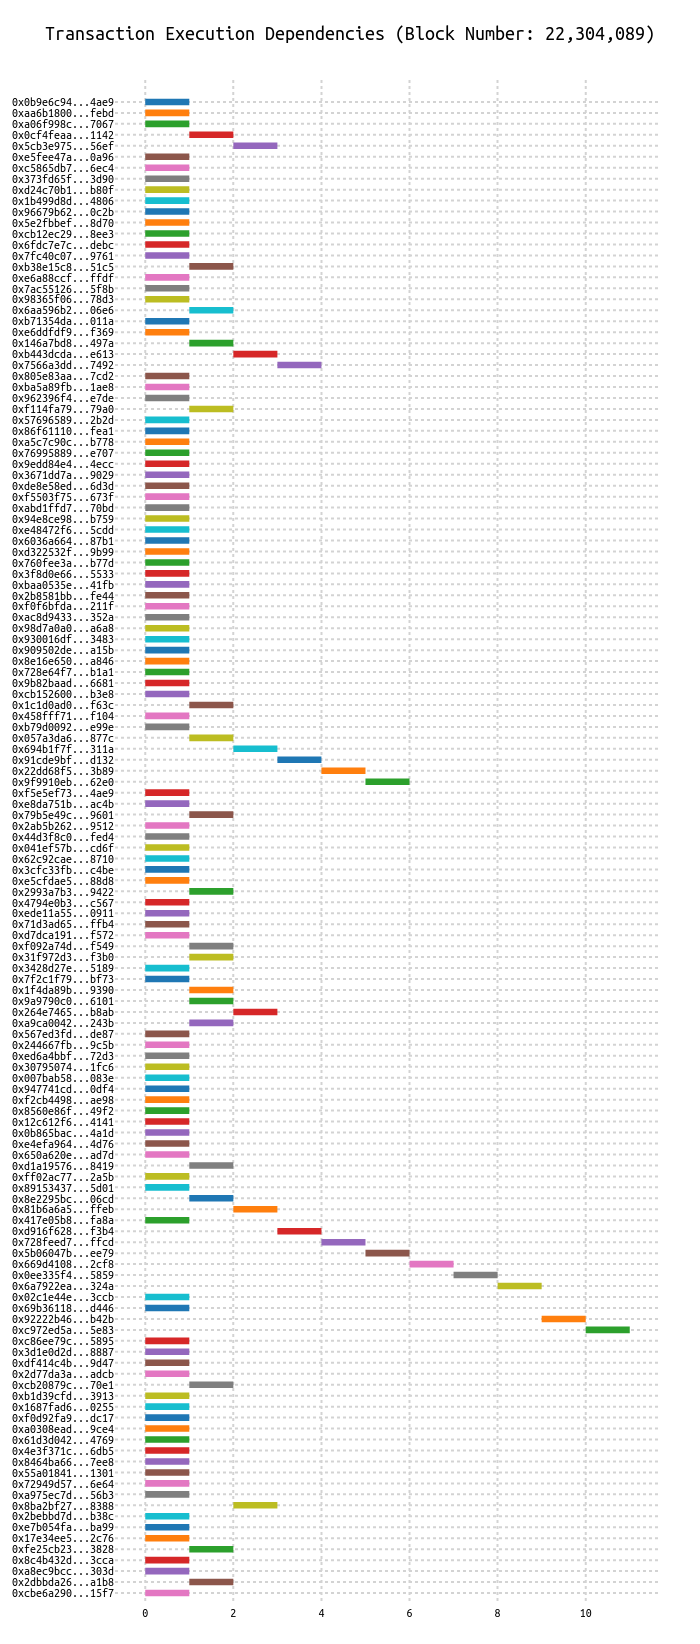 Transaction Execution Dependencies (Block Number: 22,304,089)
0x0b9e6c94...4ae9
0xaa6b1800...febd
0xa06f998c...7067
0x0cf4feaa...1142
0x5cb3e975...56ef
0xe5fee47a...0a96
0xc5865db7...6ec4
0x373fd65f...3d90
0xd24c70b1...b80f
0x1b499d8d...4806
0x96679b62...0c2b
0x5e2fbbef...8d70
0xcb12ec29...8ee3
0x6fdc7e7c...debc
0x7fc40c07...9761
0xb38e15c8...51c5
0xe6a88ccf...ffdf
0x7ac55126...5f8b
0x98365f06...78d3
0x6aa596b2...06e6
0xb71354da...011a
0xe6ddfdf9...f369
0x146a7bd8...497a
0xb443dcda...e613
0x7566a3dd...7492
0x805e83aa...7cd2
0xba5a89fb...1ae8
0x962396f4...e7de
0xf114fa79...79a0
0x57696589...2b2d
0x86f61110...fea1
0xa5c7c90c...b778
0x76995889...e707
0x9edd84e4...4ecc
0x3671dd7a...9029
0xde8e58ed...6d3d
0xf5503f75...673f
0xabd1ffd7...70bd
0x94e8ce98...b759
0xe48472f6...5cdd
0x6036a664...87b1
0xd322532f...9b99
0x760fee3a...b77d
0x3f8d0e66...5533
0xbaa0535e...41fb
0x2b8581bb...fe44
0xf0f6bfda...211f
0xac8d9433...352a
0x98d7a0a0...a6a8
0x930016df...3483
0x909502de...a15b
0x8e16e650...a846
0x728e64f7...b1a1
0x9b82baad...6681
0xcb152600...b3e8
0x1c1d0ad0...f63c
0x458fff71...f104
0xb79d0092...e99e
0x057a3da6...877c
0x694b1f7f...311a
0x91cde9bf...d132
0x22dd68f5...3b89
0x9f9910eb...62e0
0xf5e5ef73...4ae9
0xe8da751b...ac4b
0x79b5e49c...9601
0x2ab5b262...9512
0x44d3f8c0...fed4
0x041ef57b...cd6f
0x62c92cae...8710
0x3cfc33fb...c4be
0xe5cfdae5...88d8
0x2993a7b3...9422
0x4794e0b3...c567
0xede11a55...0911
0x71d3ad65...ffb4
0xd7dca191...f572
0xf092a74d...f549
0x31f972d3...f3b0
0x3428d27e...5189
0x7f2c1f79...bf73
0x1f4da89b...9390
0x9a9790c0...6101
0x264e7465...b8ab
0xa9ca0042...243b
0x567ed3fd...de87
0x244667fb...9c5b
0xed6a4bbf...72d3
0x30795074...1fc6
0x007bab58...083e
0x947741cd...0df4
0xf2cb4498...ae98
0x8560e86f...49f2
0x12c612f6...4141
0x0b865bac...4a1d
0xe4efa964...4d76
0x650a620e...ad7d
0xd1a19576...8419
0xff02ac77...2a5b
0x89153437...5d01
0x8e2295bc...06cd
0x81b6a6a5...ffeb
0x417e05b8...fa8a
0xd916f628...f3b4
0x728feed7...ffcd
0x5b06047b...ee79
0x669d4108...2cf8
0x0ee335f4...5859
0x6a7922ea...324a
0x02c1e44e...3ccb
0x69b36118...d446
0x92222b46...b42b
0xc972ed5a...5e83
0xc86ee79c...5895
0x3d1e0d2d...8887
0xdf414c4b...9d47
0x2d77da3a...adcb
0xcb20879c...70e1
0xb1d39cfd...3913
0x1687fad6...0255
0xf0d92fa9...dc17
0xa0308ead...9ce4
0x61d3d042...4769
0x4e3f371c...6db5
0x8464ba66...7ee8
0x55a01841...1301
0x72949d57...6e64
0xa975ec7d...56b3
0x8ba2bf27...8388
0x2bebbd7d...b38c
0xe7b054fa...ba99
0x17e34ee5...2c76
0xfe25cb23...3828
0x8c4b432d...3cca
0xa8ec9bcc...303d
0x2dbbda26...a1b8
0xcbe6a290...15f7
0 2 4 6 8 10